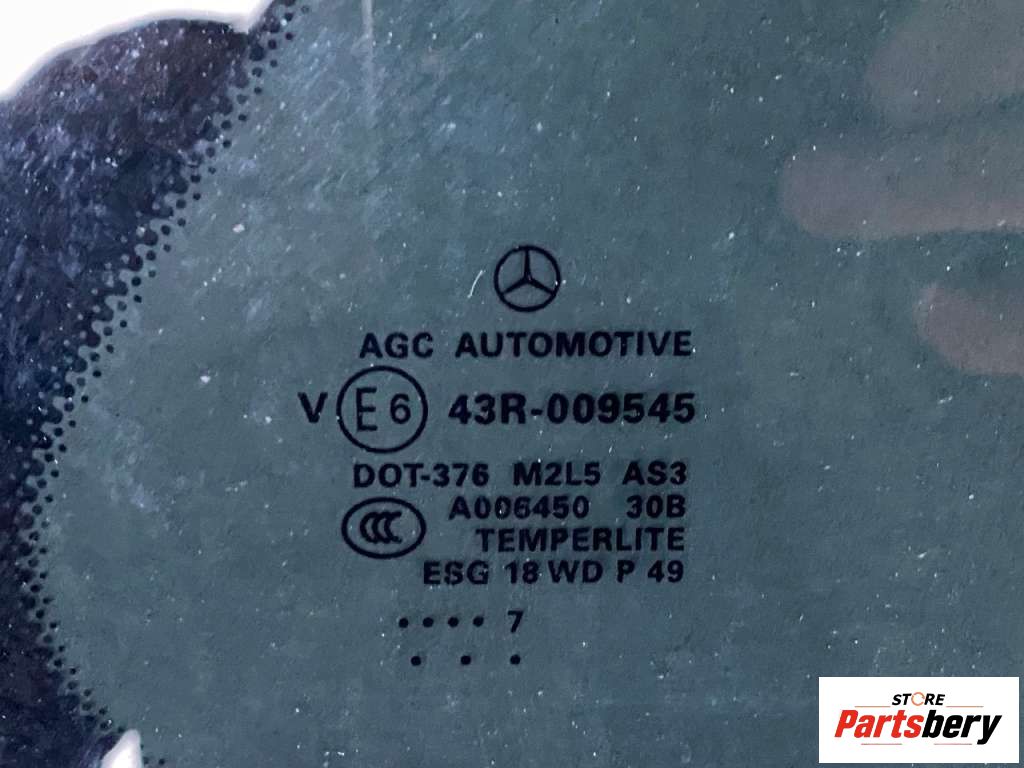 AGC AUTOMOTIVE
V E6 43R-009545
DOT-376 M2L5 AS3
CCC A006450 30B
TEMPERLITE
ESG 18 WD P 49
.... 7
. . .
STORE
Partsbery